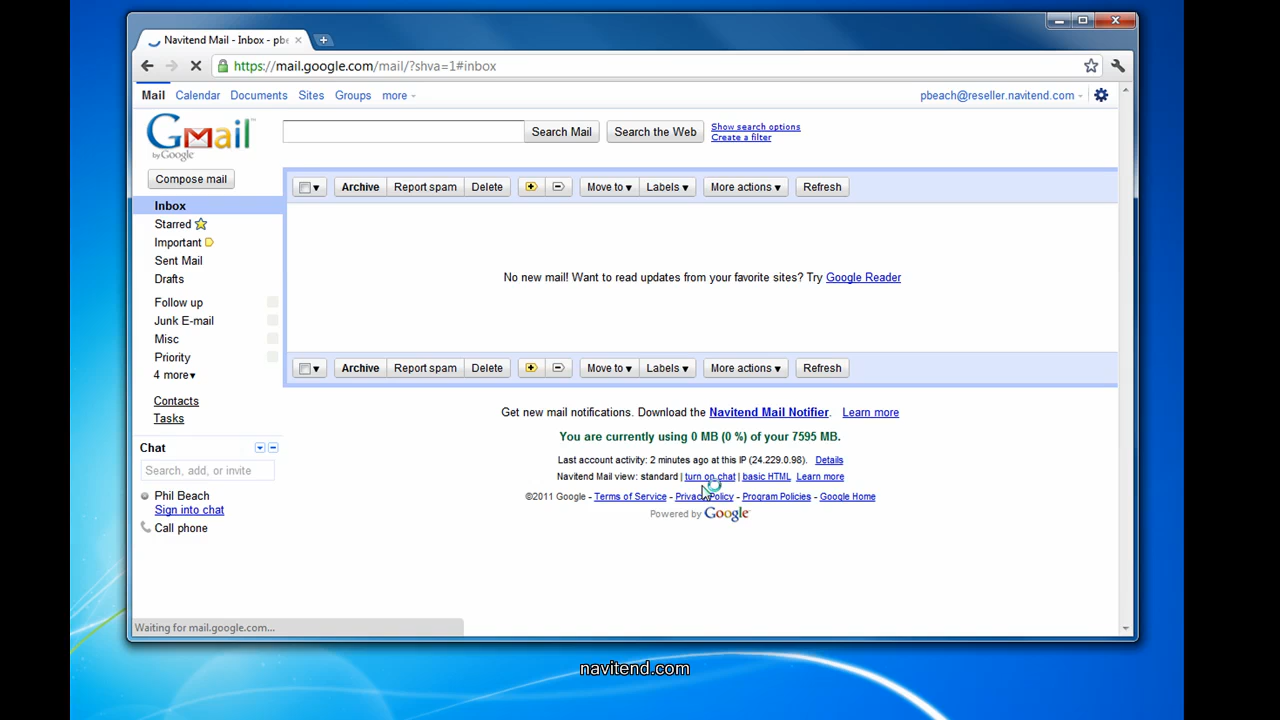 Navitend Mail - Inbox - pbe
https://mail.google.com/mail/?shva=1#inbox
Mail Calendar Documents Sites Groups more pbeach@reseller.navitend.com
Gmail by Google
Search Mail Search the Web Show search options
Create a filter
Compose mail
Archive Report spam Delete Move to Labels More actions Refresh
Inbox
Starred
Important
Sent Mail
Drafts
No new mail! Want to read updates from your favorite sites? Try Google Reader
Follow up
Junk E-mail
Misc
Priority
4 more
Archive Report spam Delete Move to Labels More actions Refresh
Contacts
Tasks
Get new mail notifications. Download the Navitend Mail Notifier. Learn more
You are currently using 0 MB (0 %) of your 7595 MB.
Chat
Search, add, or invite
Last account activity: 2 minutes ago at this IP (24.229.0.98). Details
Navitend Mail view: standard | turn on chat | basic HTML Learn more
Phil Beach
Sign into chat
Call phone
©2011 Google - Terms of Service - Privacy Policy - Program Policies - Google Home
Powered by Google
Waiting for mail.google.com...
navitend.com